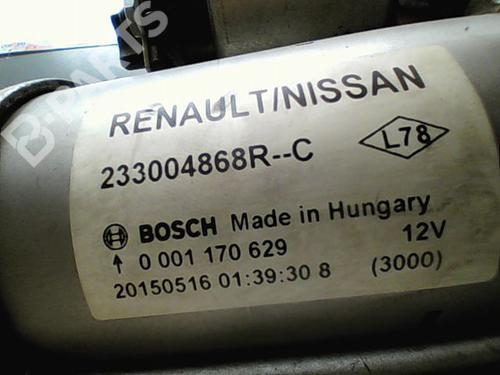 B-PARTS
RENAULT/NISSAN
233004868R--C
L78
BOSCH Made in Hungary
0 001 170 629 12V
20150516 01:39:30 8 (3000)